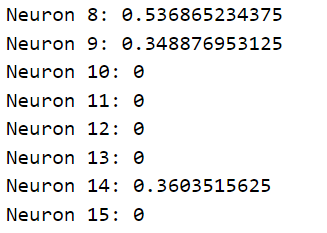 Neuron 8: 0.536865234375
Neuron 9: 0.348876953125
Neuron 10: 0
Neuron 11: 0
Neuron 12: 0
Neuron 13: 0
Neuron 14: 0.3603515625
Neuron 15: 0